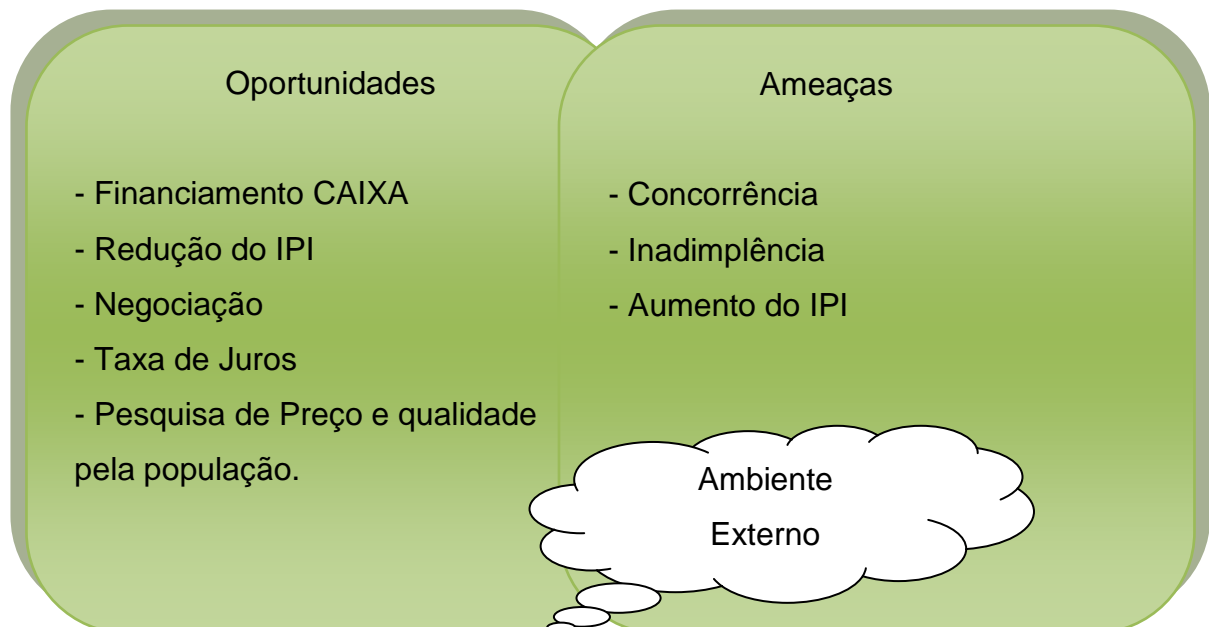 Oportunidades
- Financiamento CAIXA
- Redução do IPI
- Negociação
- Taxa de Juros
- Pesquisa de Preço e qualidade
pela população.
Ameaças
- Concorrência
- Inadimplência
- Aumento do IPI
Ambiente
Externo